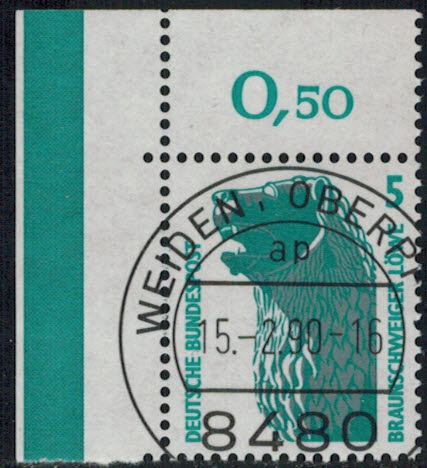 0,50
5
DEUTSCHE BUNDESPOST
BRAUNSCHWEIGER LÖWE
WEIDEN, OBERPF
ap
15.-2.90-16
8480